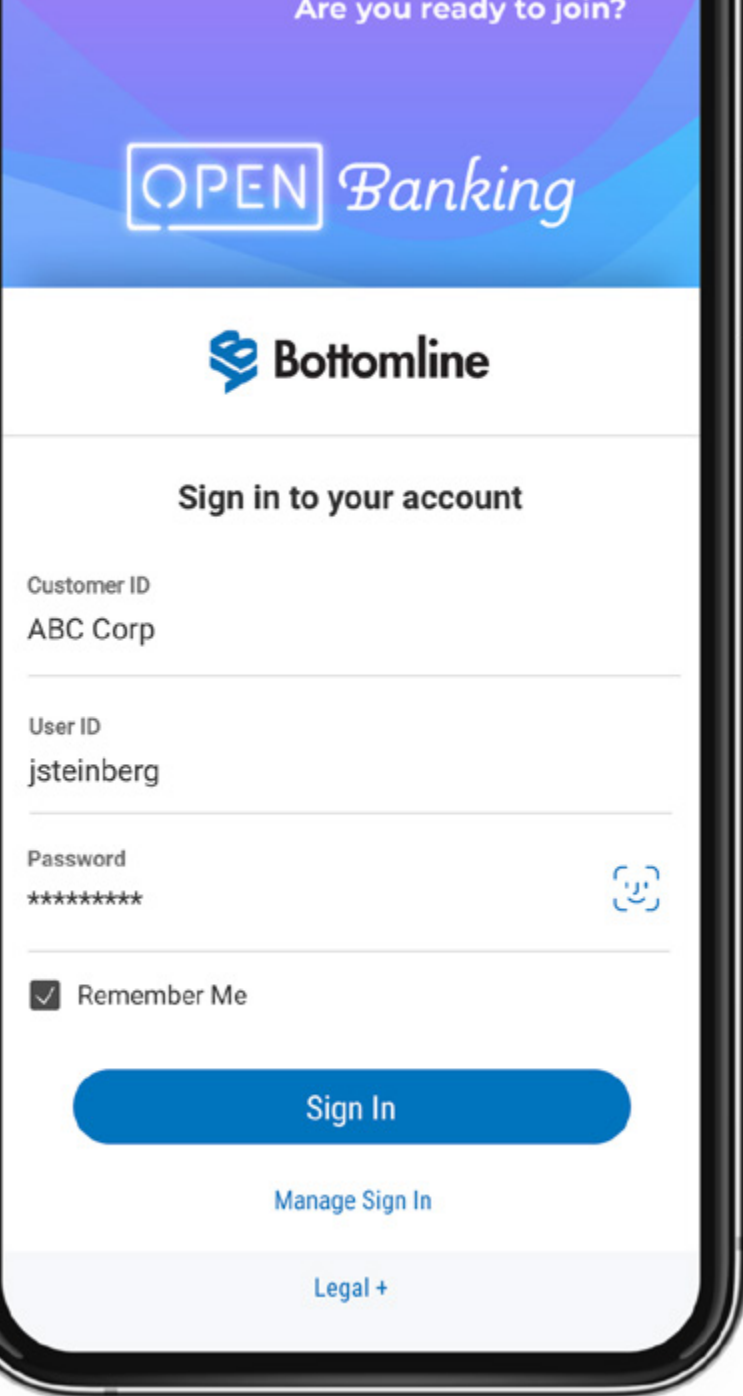 Are you ready to join?
OPEN Banking
Bottomline
Sign in to your account
Customer ID
ABC Corp
User ID
jsteinberg
Password
*********
Remember Me
Sign In
Manage Sign In
Legal +